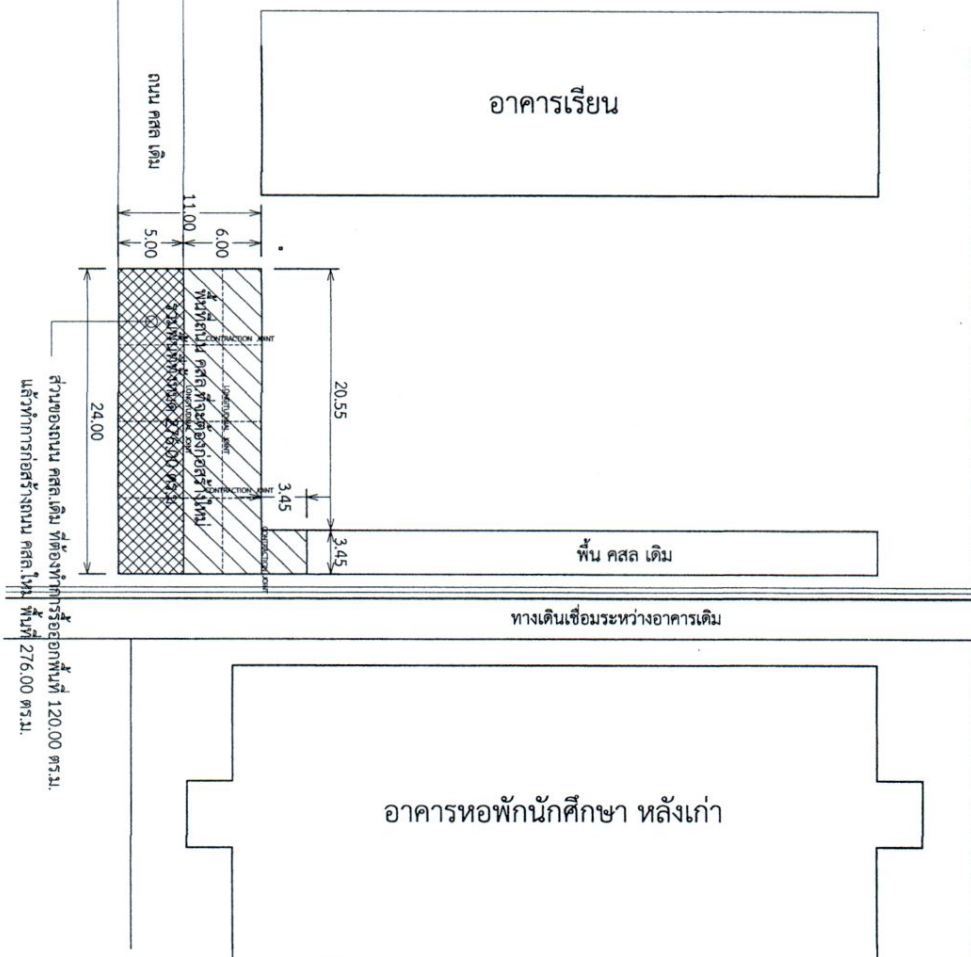 อาคารเรียน
ถนน คสล เดิม
11.00
5.00
6.00
20.55
พื้นที่ถนน คสล.ที่จะต้องก่อสร้างใหม่
รวมพื้นที่ทั้งหมด 276.00 ตร.ม.
CONTRACTION JOINT
LONGITUDINAL JOINT
LONGITUDINAL JOINT
CONTRACTION JOINT
CONTRACTION JOINT
3.45
3.45
24.00
พื้น คสล เดิม
ทางเดินเชื่อมระหว่างอาคารเดิม
ส่วนของถนน คสล.เดิม ที่ต้องทำการรื้อออกพื้นที่ 120.00 ตร.ม.
แล้วทำการก่อสร้างถนน คสล.ใหม่ พื้นที่ 276.00 ตร.ม.
อาคารหอพักนักศึกษา หลังเก่า